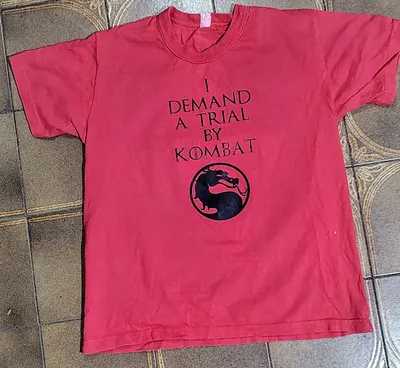 I
DEMAND
A TRIAL
BY
KOMBAT